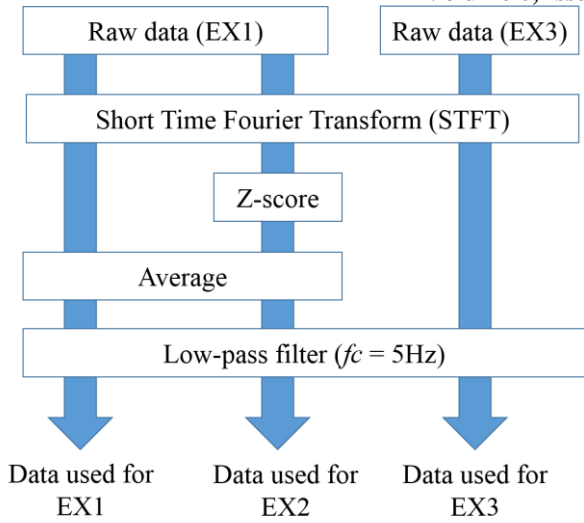 Raw data (EX1)
Raw data (EX3)
Short Time Fourier Transform (STFT)
Z-score
Average
Low-pass filter (fc = 5Hz)
Data used for
EX1
Data used for
EX2
Data used for
EX3